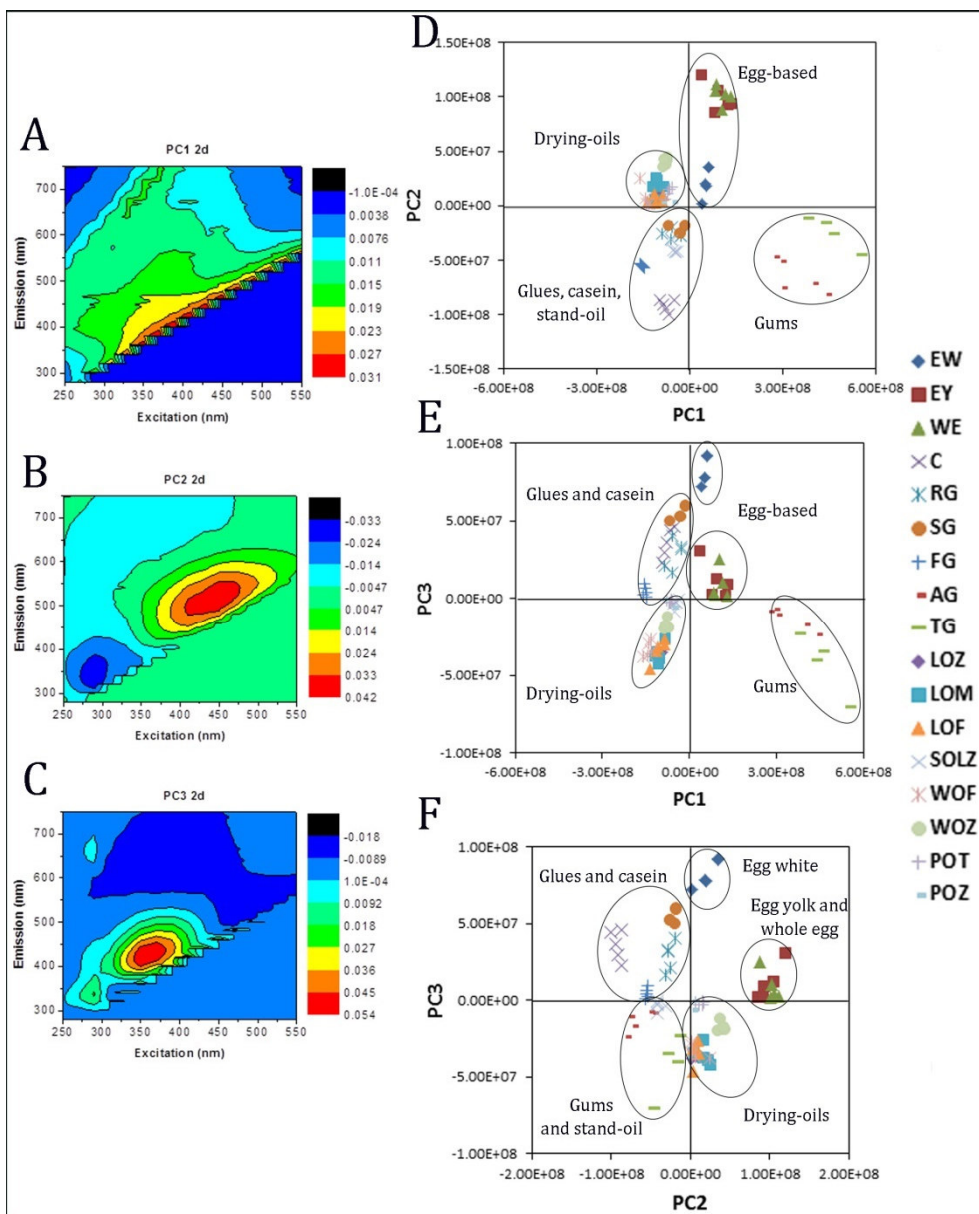 A
PC1 2d
Emission (nm)
700
600
500
400
300
250 300 350 400 450 500 550
Excitation (nm)
-1.0E-04
0.0038
0.0076
0.011
0.015
0.019
0.023
0.027
0.031
B
PC2 2d
Emission (nm)
700
600
500
400
300
250 300 350 400 450 500 550
Excitation (nm)
-0.033
-0.024
-0.014
-0.0047
0.0047
0.014
0.024
0.033
0.042
C
PC3 2d
Emission (nm)
700
600
500
400
300
250 300 350 400 450 500 550
Excitation (nm)
-0.018
-0.0089
1.0E-04
0.0092
0.018
0.027
0.036
0.045
0.054
D
1.50E+08
1.00E+08
5.00E+07
0.00E+00
-5.00E+07
-1.00E+08
-1.50E+08
PC2
Egg-based
Drying-oils
Glues, casein,
stand-oil
Gums
-6.00E+08 -3.00E+08 0.00E+00 3.00E+08 6.00E+08
PC1
E
1.00E+08
5.00E+07
0.00E+00
-5.00E+07
-1.00E+08
PC3
Glues and casein
Egg-based
Drying-oils
Gums
-6.00E+08 -3.00E+08 0.00E+00 3.00E+08 6.00E+08
PC1
F
1.00E+08
5.00E+07
0.00E+00
-5.00E+07
-1.00E+08
PC3
Glues and casein
Egg white
Egg yolk and
whole egg
Gums
and stand-oil
Drying-oils
-2.00E+08 -1.00E+08 0.00E+00 1.00E+08 2.00E+08
PC2
EW
EY
WE
C
RG
SG
FG
AG
TG
LOZ
LOM
LOF
SOLZ
WOF
WOZ
POT
POZ